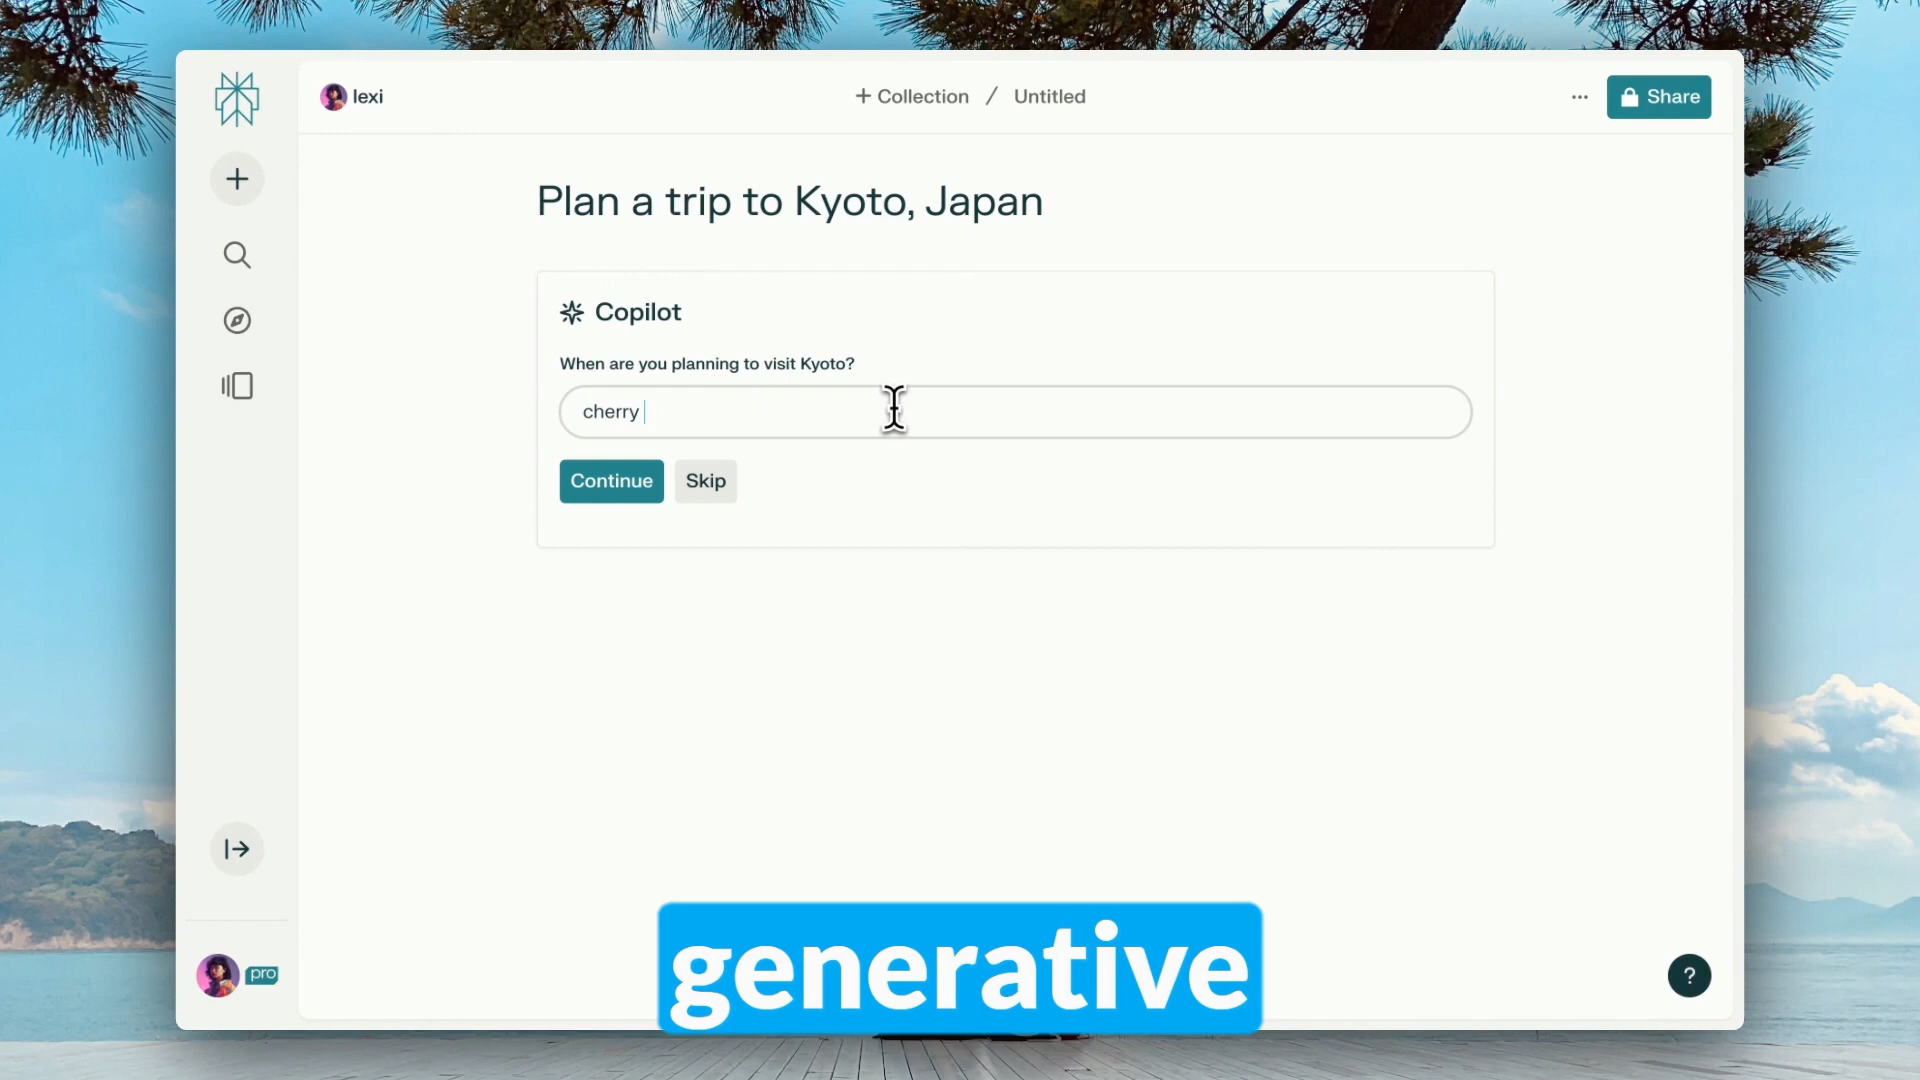 lexi
+ Collection / Untitled
...
Share
Plan a trip to Kyoto, Japan
Copilot
When are you planning to visit Kyoto?
cherry
Continue
Skip
pro
generative
?